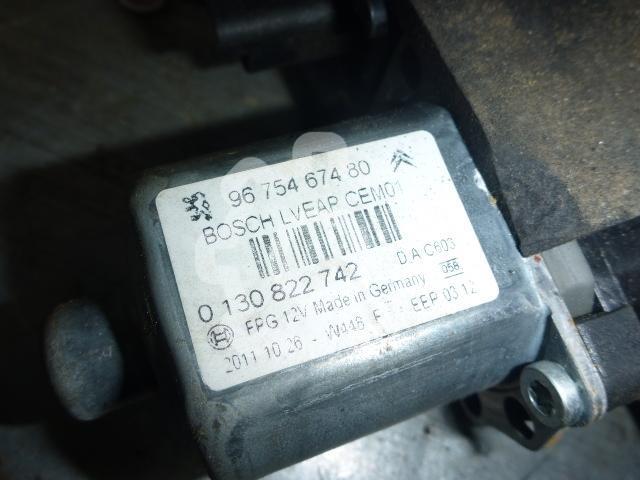 96 754 674 80
BOSCH LVEAP CEM01
D.A C603
0 130 822 742
058
FPG 12V Made in Germany
EEP 03 12
2011 10 26 - W446